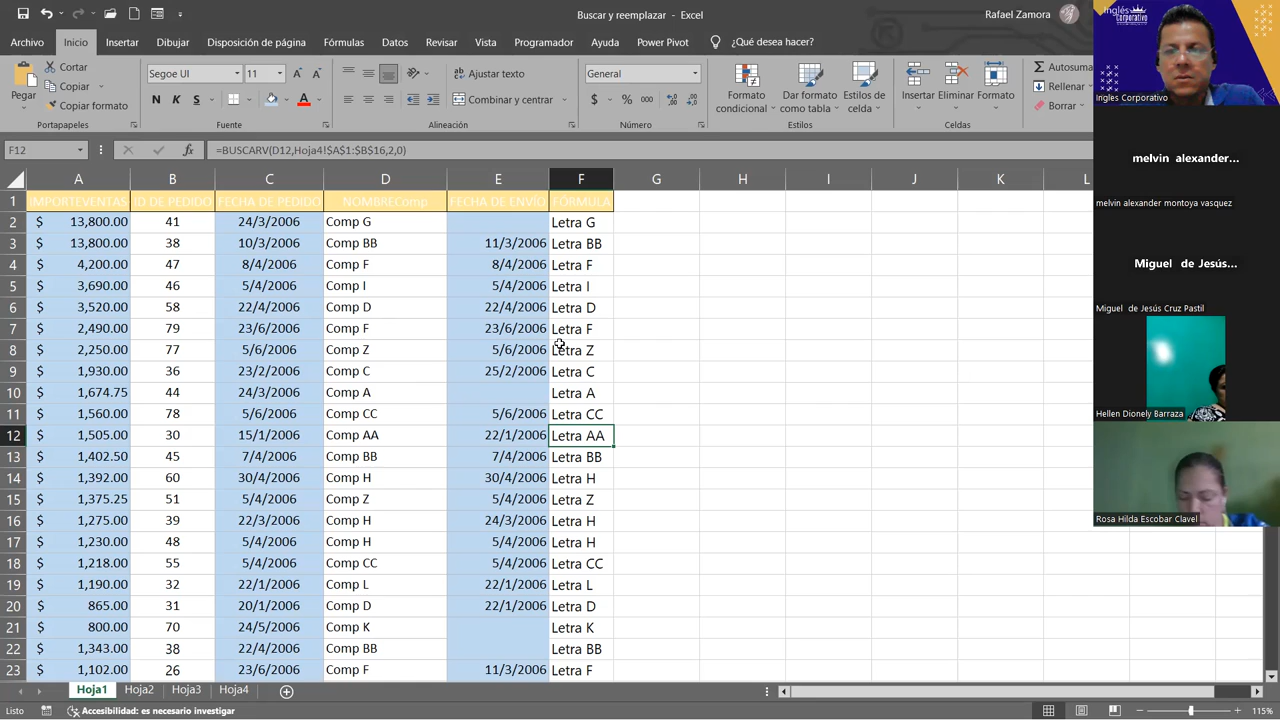 Buscar y reemplazar - Excel
Rafael Zamora
Archivo Inicio Insertar Dibujar Disposición de página Fórmulas Datos Revisar Vista Programador Ayuda Power Pivot ¿Qué desea hacer?
Pegar
Cortar
Copiar
Copiar formato
Portapapeles
Segoe UI 11
N K S
Fuente
Ajustar texto
Combinar y centrar
Alineación
General
$ % 000
Número
Formato condicional
Dar formato como tabla
Estilos de celda
Estilos
Insertar Eliminar Formato
Celdas
Autosuma
Rellenar
Borrar
F12 fx =BUSCARV(D12,Hoja4!$A$1:$B$16,2,0)
A B C D E F G H I J K L
1 IMPORTEVENTAS ID DE PEDIDO FECHA DE PEDIDO NOMBREComp FECHA DE ENVÍO FÓRMULA
2 $ 13,800.00 41 24/3/2006 Comp G Letra G
3 $ 13,800.00 38 10/3/2006 Comp BB 11/3/2006 Letra BB
4 $ 4,200.00 47 8/4/2006 Comp F 8/4/2006 Letra F
5 $ 3,690.00 46 5/4/2006 Comp I 5/4/2006 Letra I
6 $ 3,520.00 58 22/4/2006 Comp D 22/4/2006 Letra D
7 $ 2,490.00 79 23/6/2006 Comp F 23/6/2006 Letra F
8 $ 2,250.00 77 5/6/2006 Comp Z 5/6/2006 Letra Z
9 $ 1,930.00 36 23/2/2006 Comp C 25/2/2006 Letra C
10 $ 1,674.75 44 24/3/2006 Comp A Letra A
11 $ 1,560.00 78 5/6/2006 Comp CC 5/6/2006 Letra CC
12 $ 1,505.00 30 15/1/2006 Comp AA 22/1/2006 Letra AA
13 $ 1,402.50 45 7/4/2006 Comp BB 7/4/2006 Letra BB
14 $ 1,392.00 60 30/4/2006 Comp H 30/4/2006 Letra H
15 $ 1,375.25 51 5/4/2006 Comp Z 5/4/2006 Letra Z
16 $ 1,275.00 39 22/3/2006 Comp H 24/3/2006 Letra H
17 $ 1,230.00 48 5/4/2006 Comp H 5/4/2006 Letra H
18 $ 1,218.00 55 5/4/2006 Comp CC 5/4/2006 Letra CC
19 $ 1,190.00 32 22/1/2006 Comp L 22/1/2006 Letra L
20 $ 865.00 31 20/1/2006 Comp D 22/1/2006 Letra D
21 $ 800.00 70 24/5/2006 Comp K Letra K
22 $ 1,343.00 38 22/4/2006 Comp BB Letra BB
23 $ 1,102.00 26 23/6/2006 Comp F 11/3/2006 Letra F
Hoja1 Hoja2 Hoja3 Hoja4
Listo Accesibilidad: es necesario investigar 115%
Inglés Corporativo
Ingles Corporativo
melvin alexander...
melvin alexander montoya vasquez
Miguel de Jesús...
Miguel de Jesús Cruz Pastil
Hellen Dionely Barraza
Rosa Hilda Escobar Clavel